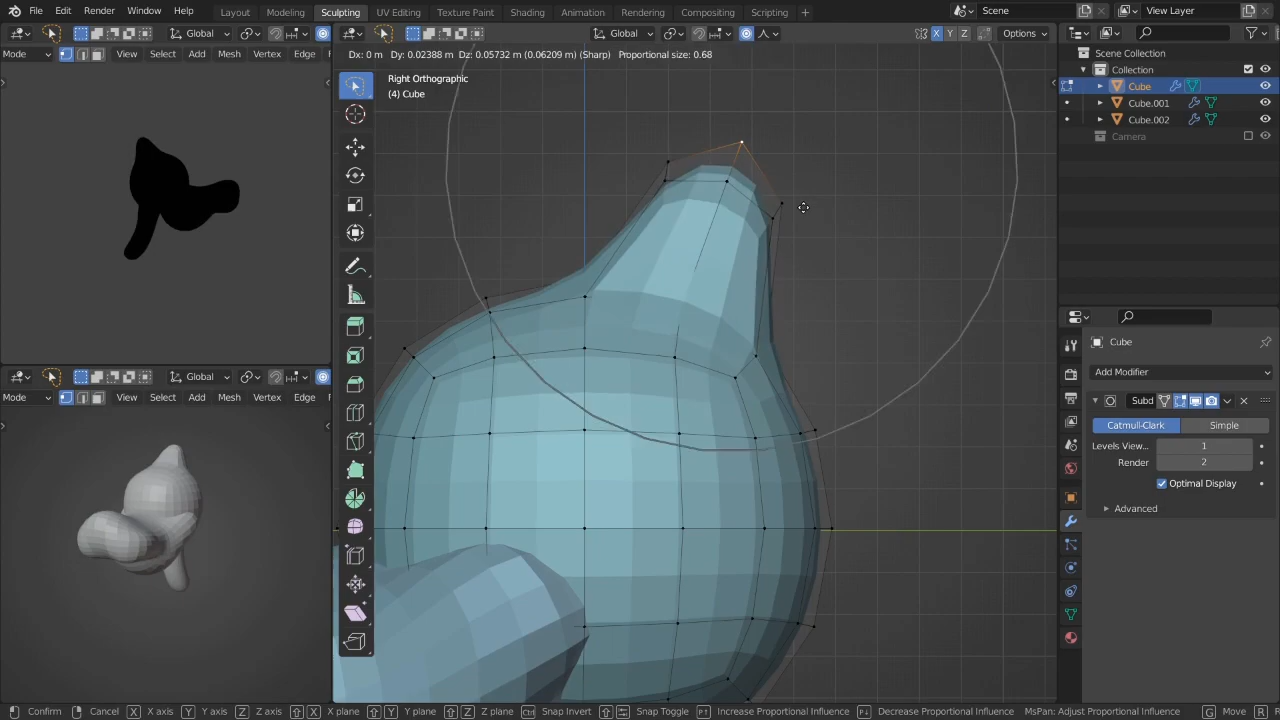 File Edit Render Window Help Layout Modeling Sculpting UV Editing Texture Paint Shading Animation Rendering Compositing Scripting + Scene View Layer
Global Global Options
Mode View Select Add Mesh Vertex Edge
Dx: 0 m Dy: 0.02388 m Dz: 0.05732 m (0.06209 m) (Sharp) Proportional size: 0.68
X Y Z
Right Orthographic
(4) Cube
Scene Collection
Collection
Cube
Cube.001
Cube.002
Camera
Cube
Add Modifier
Subd
Catmull-Clark Simple
Levels View... 1
Render 2
Optimal Display
Advanced
Global
Mode View Select Add Mesh Vertex Edge
Confirm Cancel X X axis Y Y axis Z Z axis X X plane Y Y plane Z Z plane Ctrl Snap Invert Snap Toggle Increase Proportional Influence Decrease Proportional Influence MsPan: Adjust Proportional Influence G Move R